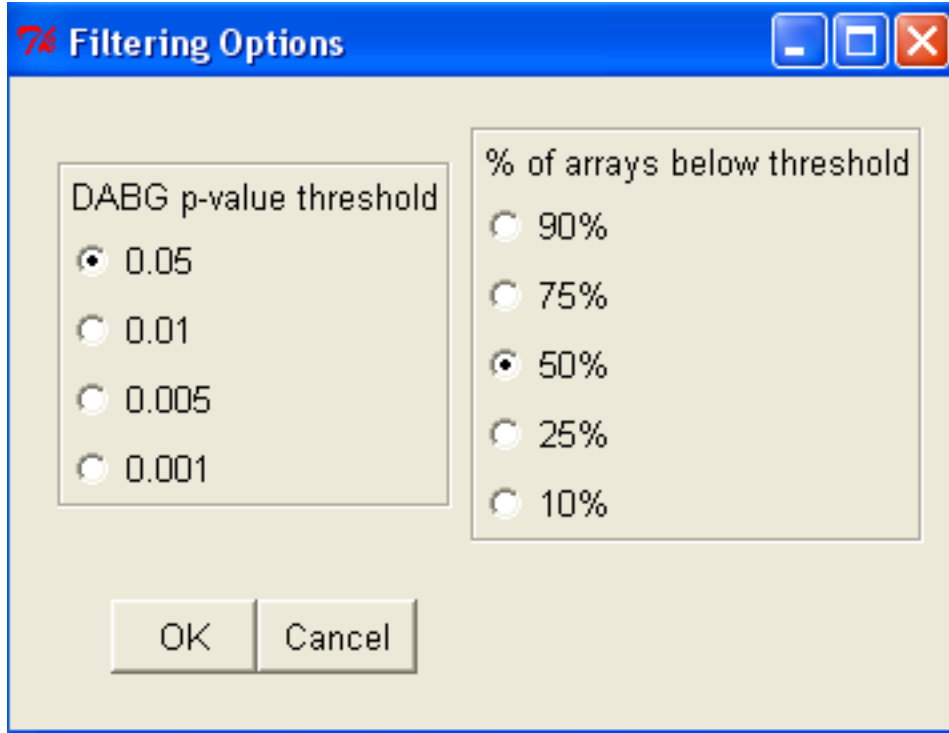 Tk Filtering Options
DABG p-value threshold
0.05
0.01
0.005
0.001
% of arrays below threshold
90%
75%
50%
25%
10%
OK Cancel